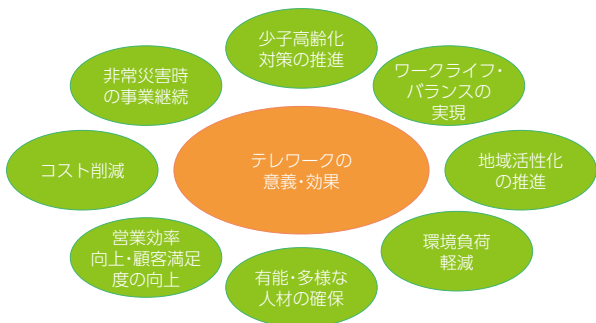 少子高齢化
対策の推進
ワークライフ・
バランスの
実現
地域活性化
の推進
環境負荷
軽減
有能・多様な
人材の確保
営業効率
向上・顧客満足
度の向上
コスト削減
非常災害時
の事業継続
テレワークの
意義・効果